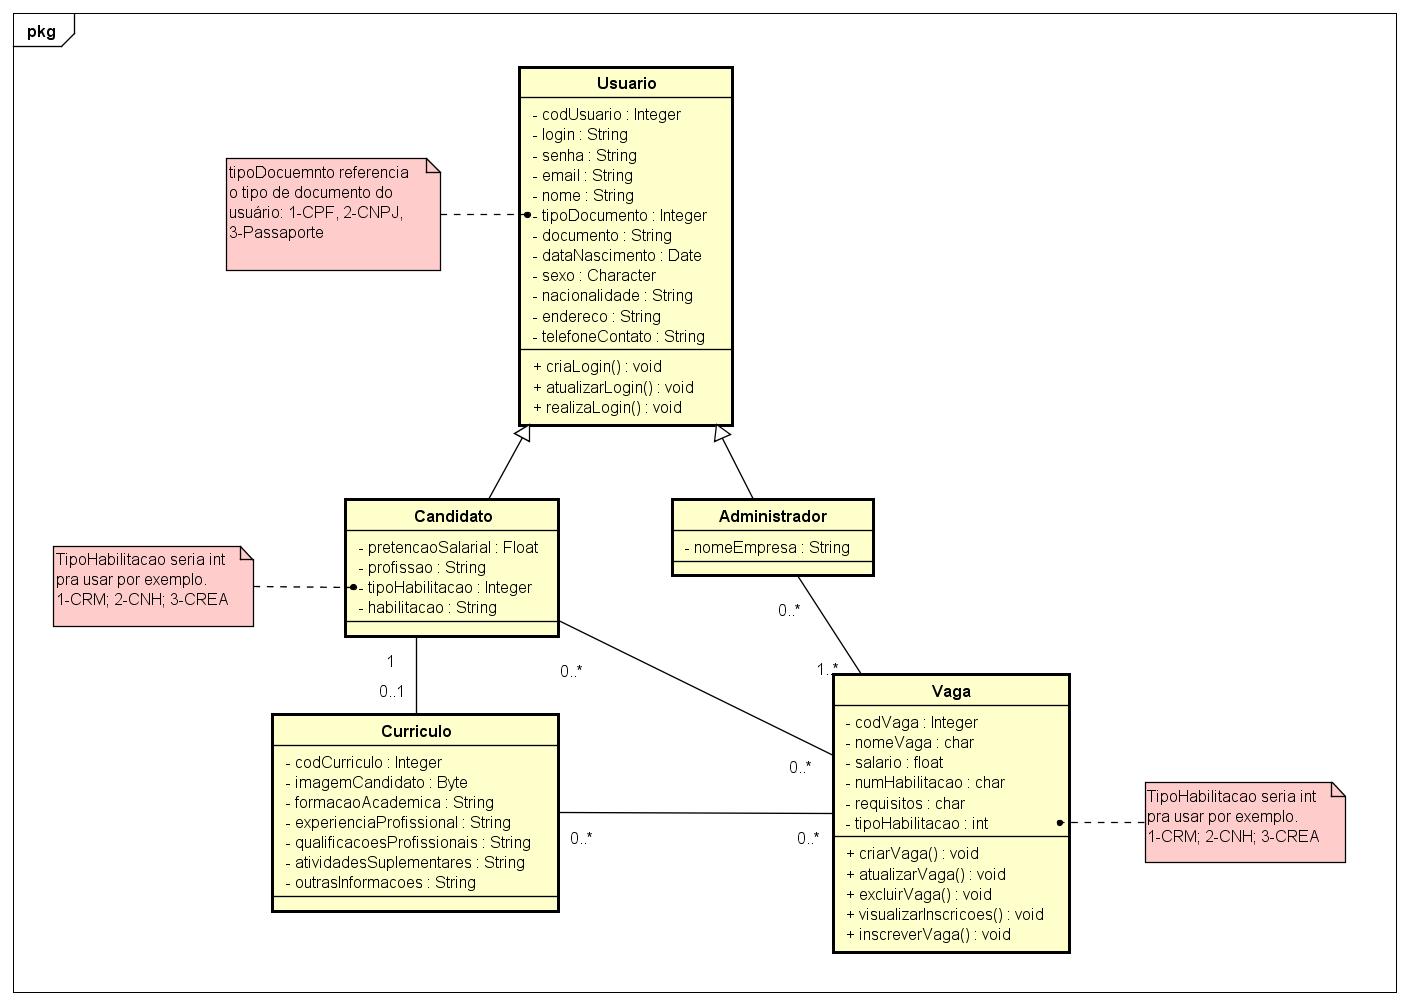 pkg
Usuario
- codUsuario : Integer
- login : String
- senha : String
- email : String
- nome : String
- tipoDocumento : Integer
- documento : String
- dataNascimento : Date
- sexo : Character
- nacionalidade : String
- endereco : String
- telefoneContato : String
+ criaLogin() : void
+ atualizarLogin() : void
+ realizaLogin() : void
tipoDocuemnto referencia
o tipo de documento do
usuário: 1-CPF, 2-CNPJ,
3-Passaporte
Candidato
- pretencaoSalarial : Float
- profissao : String
- tipoHabilitacao : Integer
- habilitacao : String
Administrador
- nomeEmpresa : String
TipoHabilitacao seria int
pra usar por exemplo.
1-CRM; 2-CNH; 3-CREA
0..*
1..*
1
0..1
0..*
0..*
Curriculo
- codCurriculo : Integer
- imagemCandidato : Byte
- formacaoAcademica : String
- experienciaProfissional : String
- qualificacoesProfissionais : String
- atividadesSuplementares : String
- outrasInformacoes : String
0..*
0..*
Vaga
- codVaga : Integer
- nomeVaga : char
- salario : float
- numHabilitacao : char
- requisitos : char
- tipoHabilitacao : int
+ criarVaga() : void
+ atualizarVaga() : void
+ excluirVaga() : void
+ visualizarInscricoes() : void
+ inscreverVaga() : void
TipoHabilitacao seria int
pra usar por exemplo.
1-CRM; 2-CNH; 3-CREA